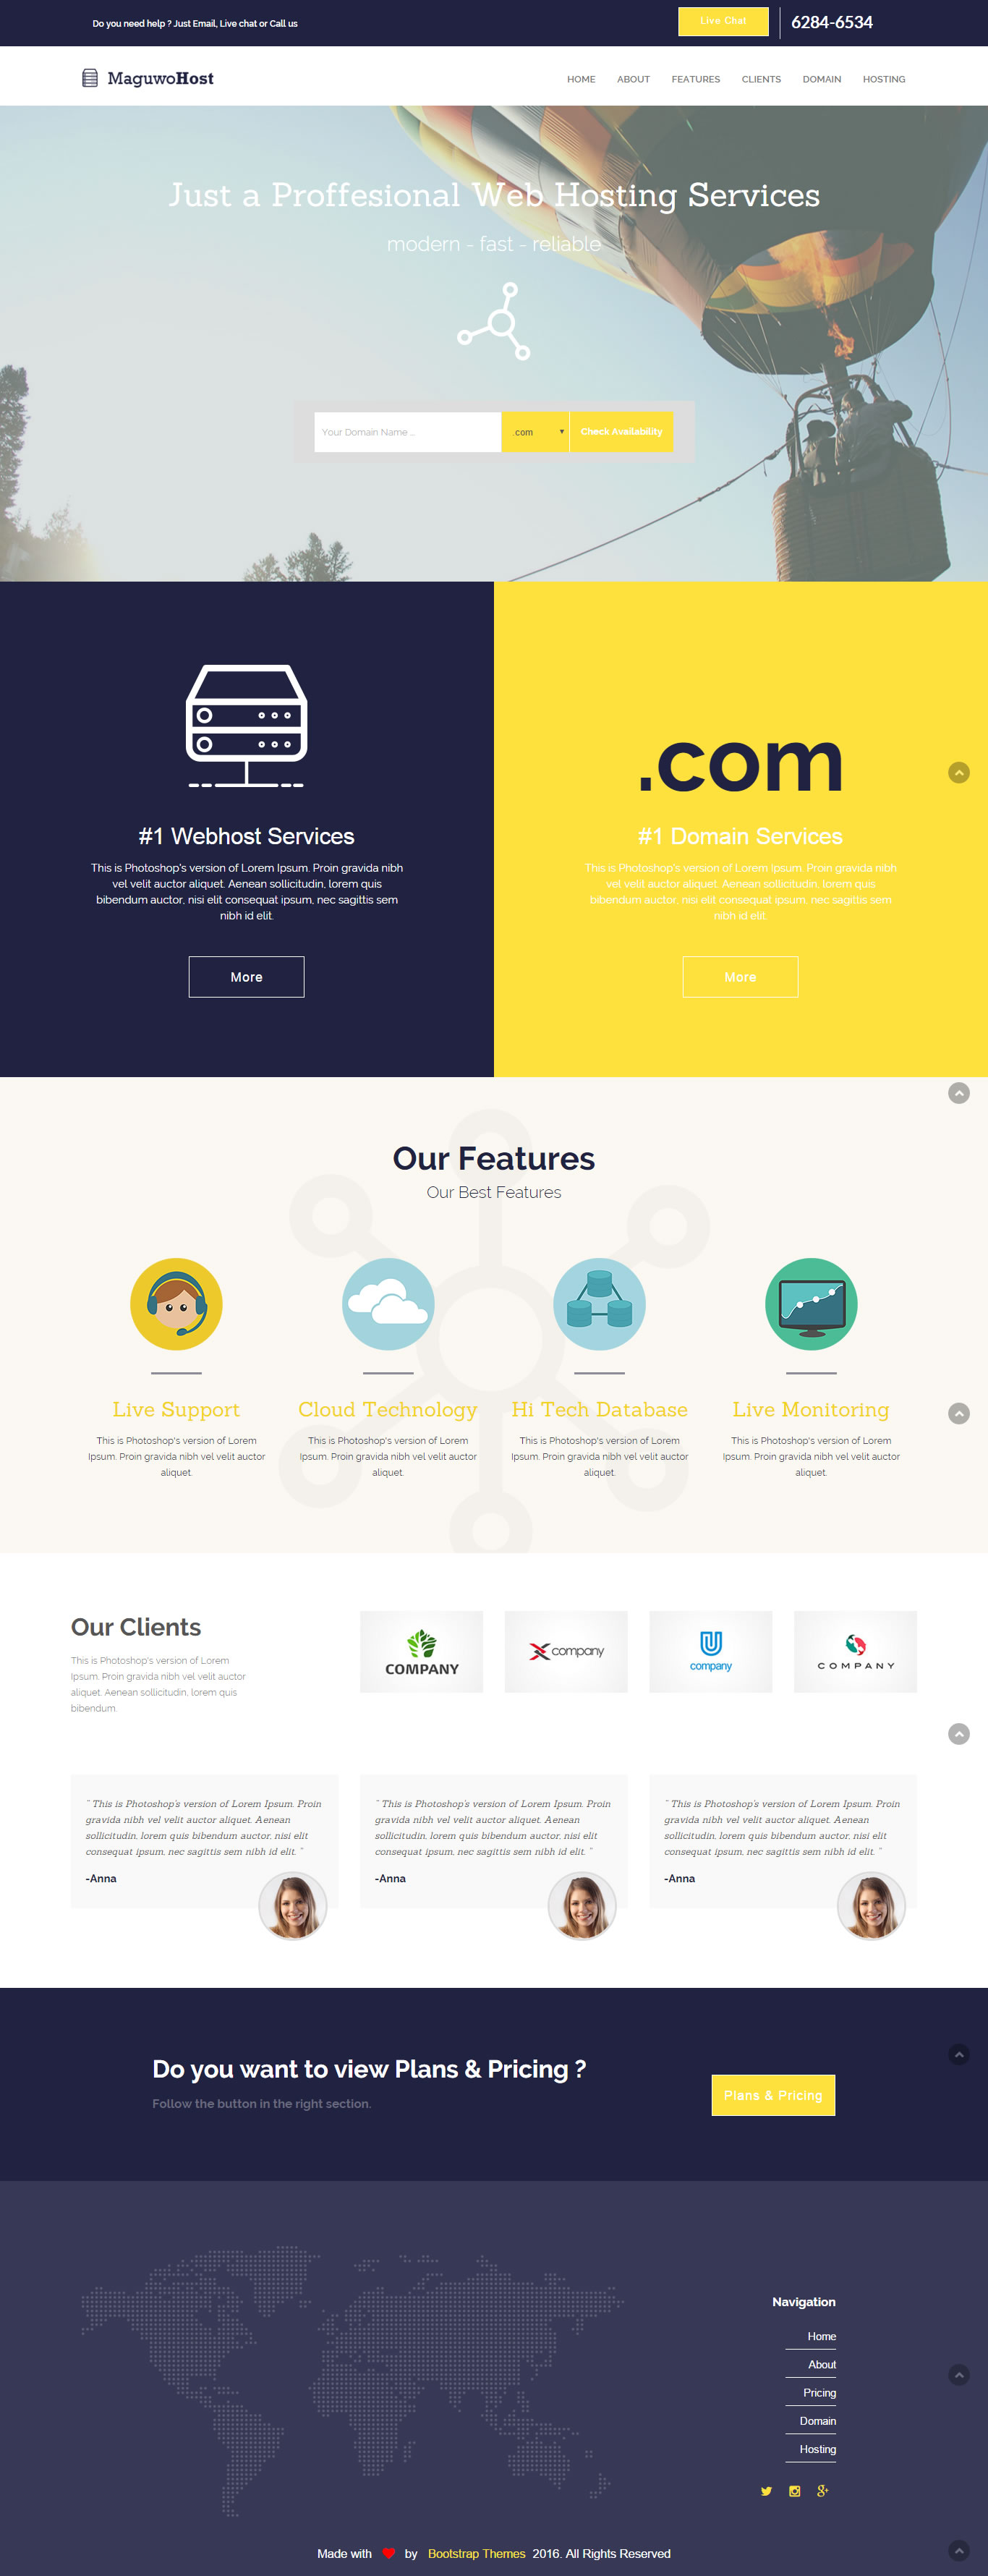 Do you need help ? Just Email, Live chat or Call us
Live Chat
6284-6534
MaguwoHost
HOME ABOUT FEATURES CLIENTS DOMAIN HOSTING
Just a Proffesional Web Hosting Services
modern - fast - reliable
Your Domain Name ...
.com
Check Availability
#1 Webhost Services
This is Photoshop's version of Lorem Ipsum. Proin gravida nibh
vel velit auctor aliquet. Aenean sollicitudin, lorem quis
bibendum auctor, nisi elit consequat ipsum, nec sagittis sem
nibh id elit.
More
.com
#1 Domain Services
This is Photoshop's version of Lorem Ipsum. Proin gravida nibh
vel velit auctor aliquet. Aenean sollicitudin, lorem quis
bibendum auctor, nisi elit consequat ipsum, nec sagittis sem
nibh id elit.
More
Our Features
Our Best Features
Live Support
This is Photoshop's version of Lorem
Ipsum. Proin gravida nibh vel velit auctor
aliquet.
Cloud Technology
This is Photoshop's version of Lorem
Ipsum. Proin gravida nibh vel velit auctor
aliquet.
Hi Tech Database
This is Photoshop's version of Lorem
Ipsum. Proin gravida nibh vel velit auctor
aliquet.
Live Monitoring
This is Photoshop's version of Lorem
Ipsum. Proin gravida nibh vel velit auctor
aliquet.
Our Clients
This is Photoshop's version of Lorem
Ipsum. Proin gravida nibh vel velit auctor
aliquet. Aenean sollicitudin, lorem quis
bibendum.
COMPANY
company
company
COMPANY
" This is Photoshop's version of Lorem Ipsum. Proin
gravida nibh vel velit auctor aliquet. Aenean
sollicitudin, lorem quis bibendum auctor, nisi elit
consequat ipsum, nec sagittis sem nibh id elit. "
-Anna
" This is Photoshop's version of Lorem Ipsum. Proin
gravida nibh vel velit auctor aliquet. Aenean
sollicitudin, lorem quis bibendum auctor, nisi elit
consequat ipsum, nec sagittis sem nibh id elit. "
-Anna
" This is Photoshop's version of Lorem Ipsum. Proin
gravida nibh vel velit auctor aliquet. Aenean
sollicitudin, lorem quis bibendum auctor, nisi elit
consequat ipsum, nec sagittis sem nibh id elit. "
-Anna
Do you want to view Plans & Pricing ?
Follow the button in the right section.
Plans & Pricing
Navigation
Home
About
Pricing
Domain
Hosting
Made with by Bootstrap Themes 2016. All Rights Reserved